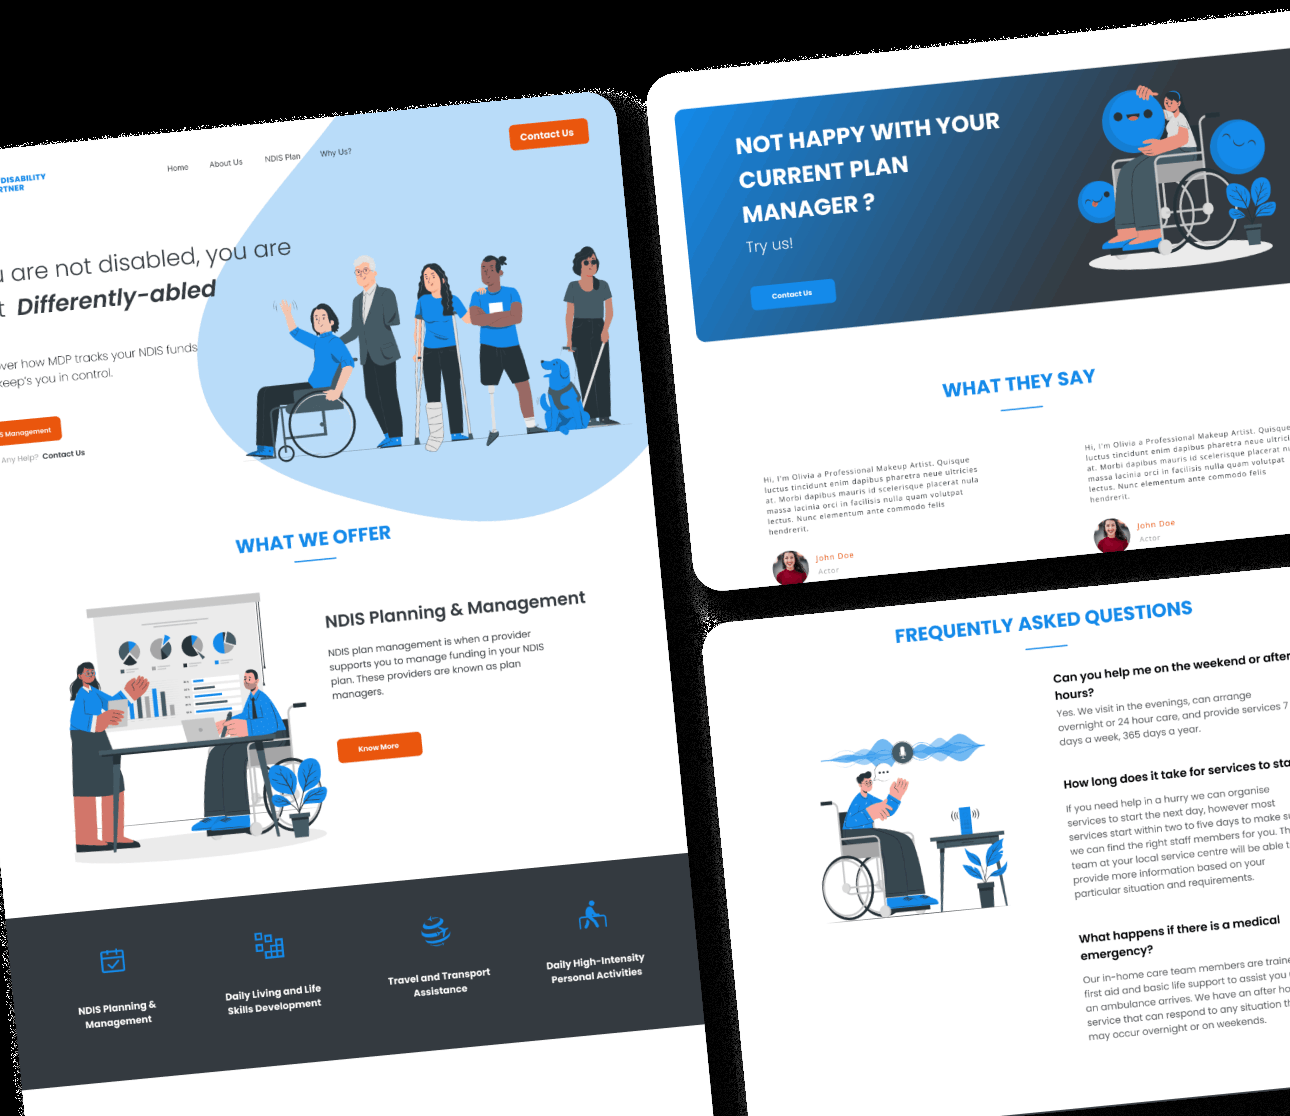 DISABILITY
RTNER
Home
About Us
NDIS Plan
Why Us?
Contact Us
u are not disabled, you are
t Differently-abled
ver how MDP tracks your NDIS funds
keep's you in control.
S Management
Any Help? Contact Us
WHAT WE OFFER
NDIS Planning & Management
NDIS plan management is when a provider
supports you to manage funding in your NDIS
plan. These providers are known as plan
managers.
Know More
NDIS Planning &
Management
Daily Living and Life
Skills Development
Travel and Transport
Assistance
Daily High-Intensity
Personal Activities
NOT HAPPY WITH YOUR
CURRENT PLAN
MANAGER ?
Try us!
Contact Us
WHAT THEY SAY
Hi, I'm Olivia a Professional Makeup Artist. Quisque
luctus tincidunt enim dapibus pharetra neue ultricies
at. Morbi dapibus mauris id scelerisque placerat nula
massa lacinia orci in facilisis nulla quam volutpat
lectus. Nunc elementum ante commodo felis
hendrerit.
John Doe
Actor
Hi, I'm Olivia a Professional Makeup Artist. Quisque
luctus tincidunt enim dapibus pharetra neue ultrici
at. Morbi dapibus mauris id scelerisque placerat nu
massa lacinia orci in facilisis nulla quam volutpat
lectus. Nunc elementum ante commodo felis
hendrerit.
John Doe
Actor
FREQUENTLY ASKED QUESTIONS
Can you help me on the weekend or after
hours?
Yes. We visit in the evenings, can arrange
overnight or 24 hour care, and provide services 7
days a week, 365 days a year.
How long does it take for services to sta
If you need help in a hurry we can organise
services to start the next day, however most
services start within two to five days to make su
we can find the right staff members for you. Th
team at your local service centre will be able t
provide more information based on your
particular situation and requirements.
What happens if there is a medical
emergency?
Our in-home care team members are traine
first aid and basic life support to assist you
an ambulance arrives. We have an after ho
service that can respond to any situation th
may occur overnight or on weekends.